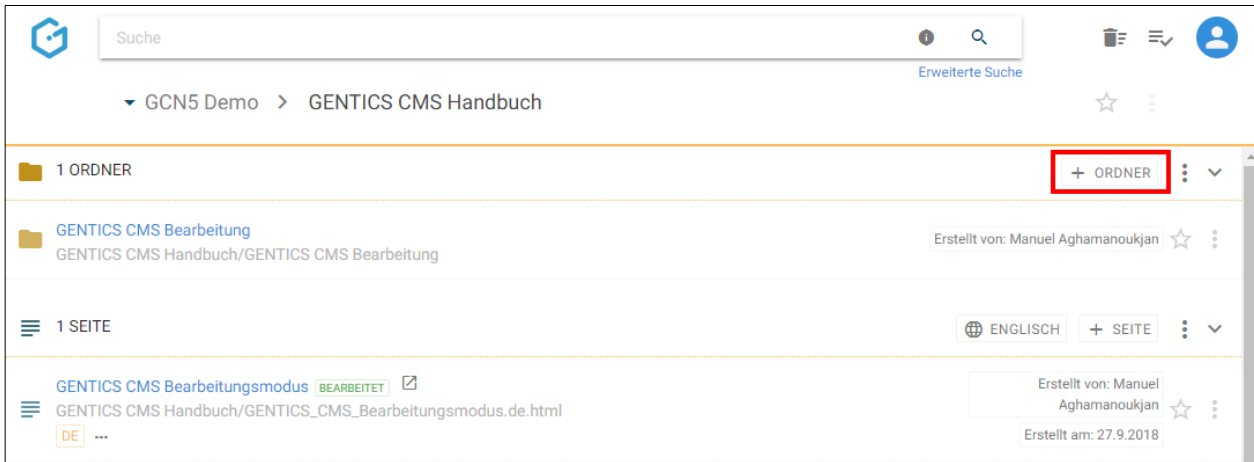 Suche
Erweiterte Suche
GCN5 Demo > GENTICS CMS Handbuch
1 ORDNER
+ ORDNER
GENTICS CMS Bearbeitung
GENTICS CMS Handbuch/GENTICS CMS Bearbeitung
Erstellt von: Manuel Aghamanoukjan
1 SEITE
ENGLISCH
+ SEITE
GENTICS CMS Bearbeitungsmodus BEARBEITET
GENTICS CMS Handbuch/GENTICS_CMS_Bearbeitungsmodus.de.html
DE ---
Erstellt von: Manuel
Aghamanoukjan
Erstellt am: 27.9.2018